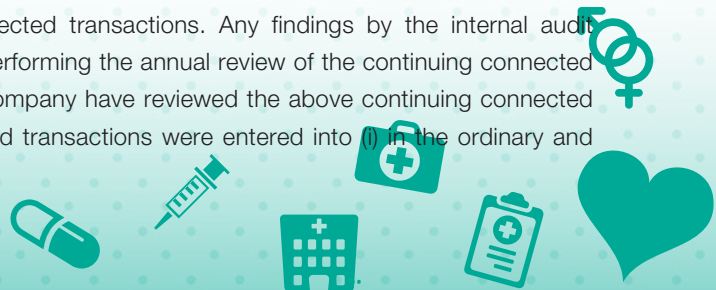 ected transactions. Any findings by the internal audit
erforming the annual review of the continuing connected
ompany have reviewed the above continuing connected
d transactions were entered into (i) in the ordinary and